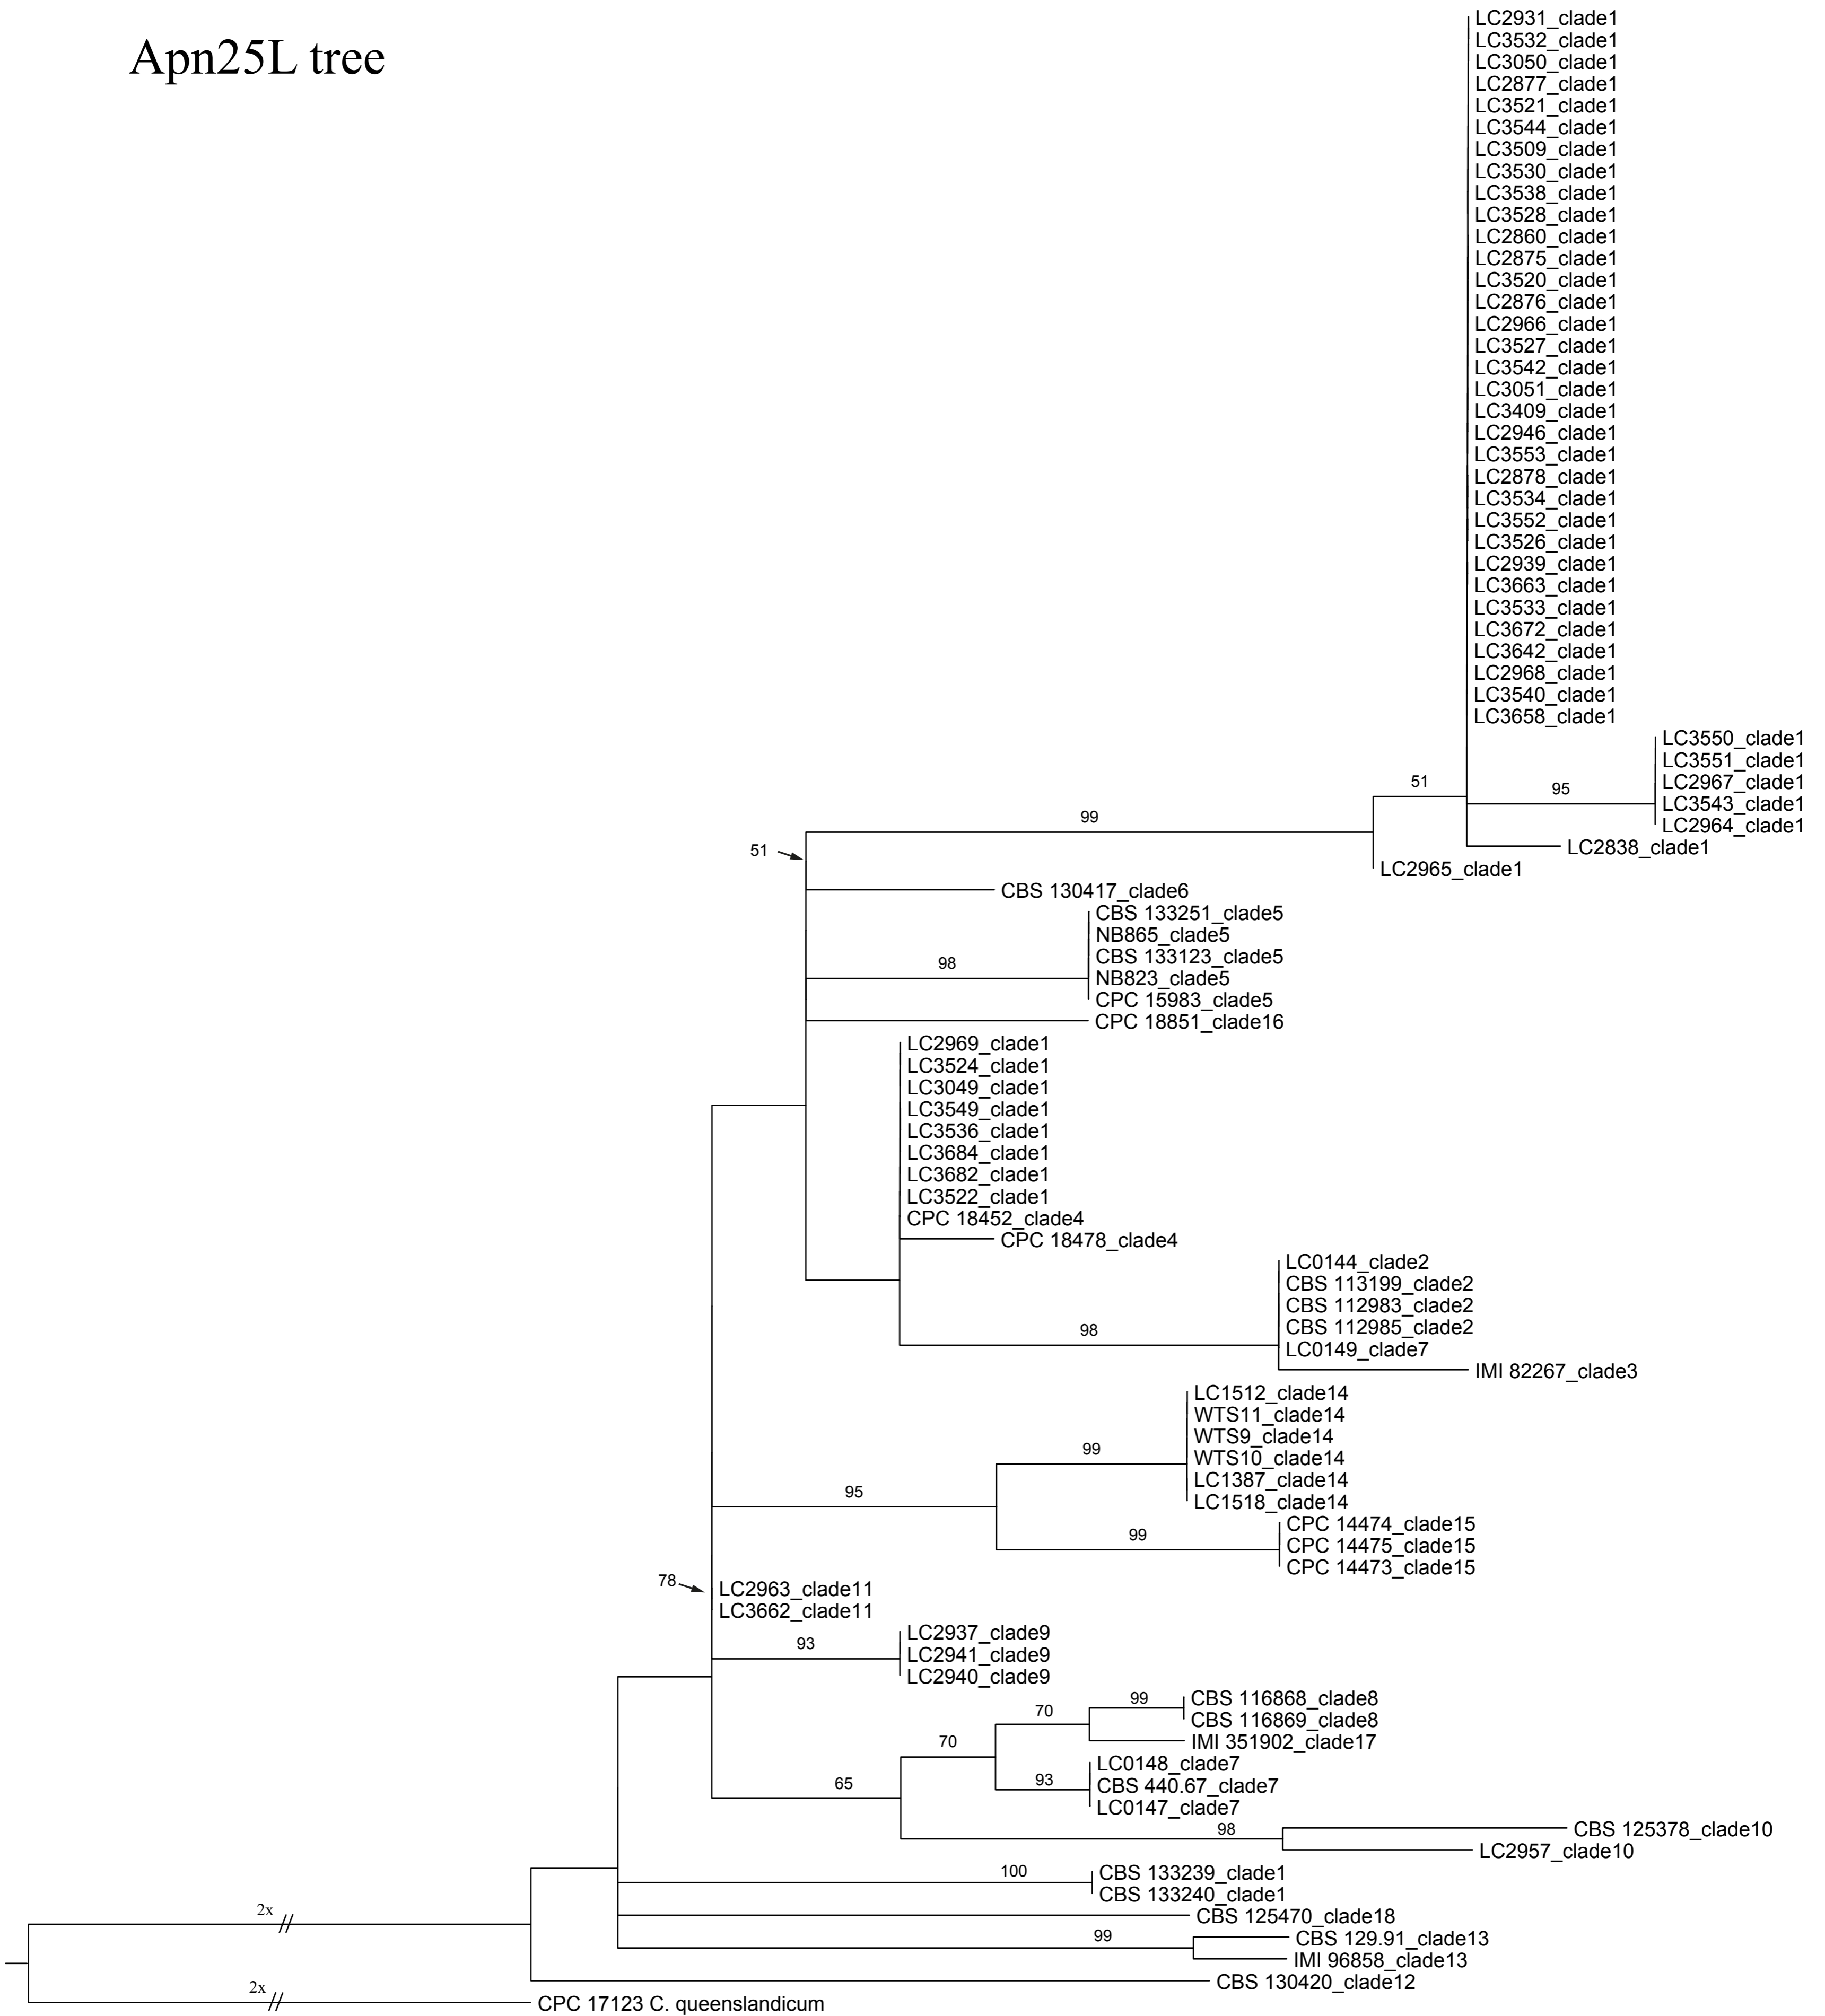 Apn25L tree
LC2931_clade1
LC3532_clade1
LC3050_clade1
LC2877_clade1
LC3521_clade1
LC3544_clade1
LC3509_clade1
LC3530_clade1
LC3538_clade1
LC3528_clade1
LC2860_clade1
LC2875_clade1
LC3520_clade1
LC2876_clade1
LC2966_clade1
LC3527_clade1
LC3542_clade1
LC3051_clade1
LC3409_clade1
LC2946_clade1
LC3553_clade1
LC2878_clade1
LC3534_clade1
LC3552_clade1
LC3526_clade1
LC2939_clade1
LC3663_clade1
LC3533_clade1
LC3672_clade1
LC3642_clade1
LC2968_clade1
LC3540_clade1
LC3658_clade1
LC3550_clade1
LC3551_clade1
51
LC2967_clade1
95
LC3543_clade1
99
LC2964_clade1
51
LC2838_clade1
LC2965_clade1
CBS 130417_clade6
CBS 133251_clade5
NB865_clade5
CBS 133123_clade5
98
NB823_clade5
CPC 15983_clade5
CPC 18851_clade16
LC2969_clade1
LC3524_clade1
LC3049_clade1
LC3549_clade1
LC3536_clade1
LC3684_clade1
LC3682_clade1
LC3522_clade1
CPC 18452_clade4
CPC 18478_clade4
LC0144_clade2
CBS 113199_clade2
CBS 112983_clade2
CBS 112985_clade2
98
LC0149_clade7
IMI 82267_clade3
LC1512_clade14
WTS11_clade14
WTS9_clade14
99
WTS10_clade14
LC1387_clade14
95
LC1518_clade14
CPC 14474_clade15
99
CPC 14475_clade15
CPC 14473_clade15
78
LC2963_clade11
LC3662_clade11
LC2937_clade9
93
LC2941_clade9
LC2940_clade9
99
CBS 116868_clade8
70
CBS 116869_clade8
70
IMI 351902_clade17
LC0148_clade7
65
93
CBS 440.67_clade7
LC0147_clade7
98
CBS 125378_clade10
LC2957_clade10
100
CBS 133239_clade1
CBS 133240_clade1
2x
CBS 125470_clade18
99
CBS 129.91_clade13
IMI 96858_clade13
CBS 130420_clade12
2x
CPC 17123 C. queenslandicum